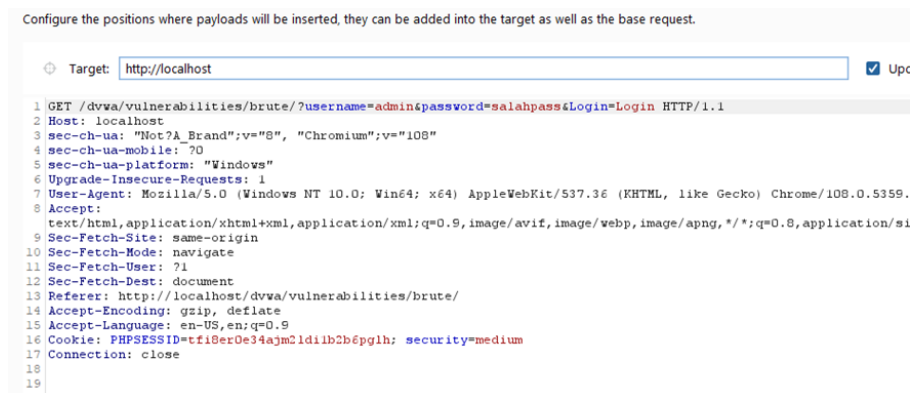 Configure the positions where payloads will be inserted, they can be added into the target as well as the base request.
Target: http://localhost Upd
1 GET /dvwa/vulnerabilities/brute/?username=admin&password=salahpass&Login=Login HTTP/1.1
2 Host: localhost
3 sec-ch-ua: "Not?A_Brand";v="8", "Chromium";v="108"
4 sec-ch-ua-mobile: ?0
5 sec-ch-ua-platform: "Windows"
6 Upgrade-Insecure-Requests: 1
7 User-Agent: Mozilla/5.0 (Windows NT 10.0; Win64; x64) AppleWebKit/537.36 (KHTML, like Gecko) Chrome/108.0.5359.
8 Accept:
text/html,application/xhtml+xml,application/xml;q=0.9,image/avif,image/webp,image/apng,*/*;q=0.8,application/si
9 Sec-Fetch-Site: same-origin
10 Sec-Fetch-Mode: navigate
11 Sec-Fetch-User: ?1
12 Sec-Fetch-Dest: document
13 Referer: http://localhost/dvwa/vulnerabilities/brute/
14 Accept-Encoding: gzip, deflate
15 Accept-Language: en-US,en;q=0.9
16 Cookie: PHPSESSID=tfi8er0e34ajm2ldi1b2b6pglh; security=medium
17 Connection: close
18
19